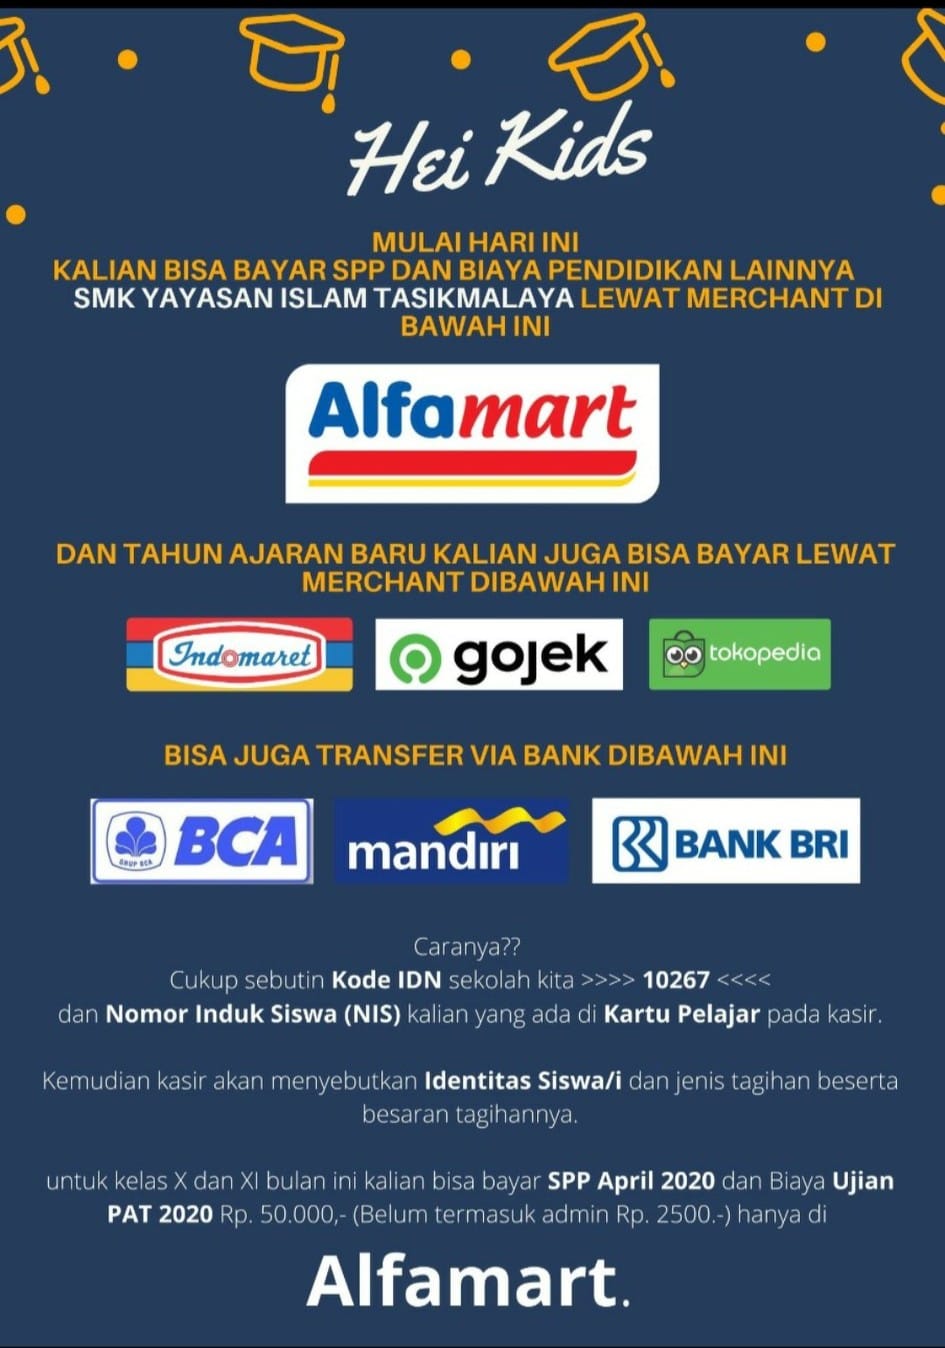 Hei Kids
MULAI HARI INI
KALIAN BISA BAYAR SPP DAN BIAYA PENDIDIKAN LAINNYA
SMK YAYASAN ISLAM TASIKMALAYA LEWAT MERCHANT DI
BAWAH INI
Alfamart
DAN TAHUN AJARAN BARU KALIAN JUGA BISA BAYAR LEWAT
MERCHANT DIBAWAH INI
Indomaret gojek tokopedia
BISA JUGA TRANSFER VIA BANK DIBAWAH INI
GRUP BCA BCA mandiri BANK BRI
Caranya??
Cukup sebutin Kode IDN sekolah kita >>>> 10267 <<<<
dan Nomor Induk Siswa (NIS) kalian yang ada di Kartu Pelajar pada kasir.
Kemudian kasir akan menyebutkan Identitas Siswa/i dan jenis tagihan beserta
besaran tagihannya.
untuk kelas X dan XI bulan ini kalian bisa bayar SPP April 2020 dan Biaya Ujian
PAT 2020 Rp. 50.000,- (Belum termasuk admin Rp. 2500.-) hanya di
Alfamart.